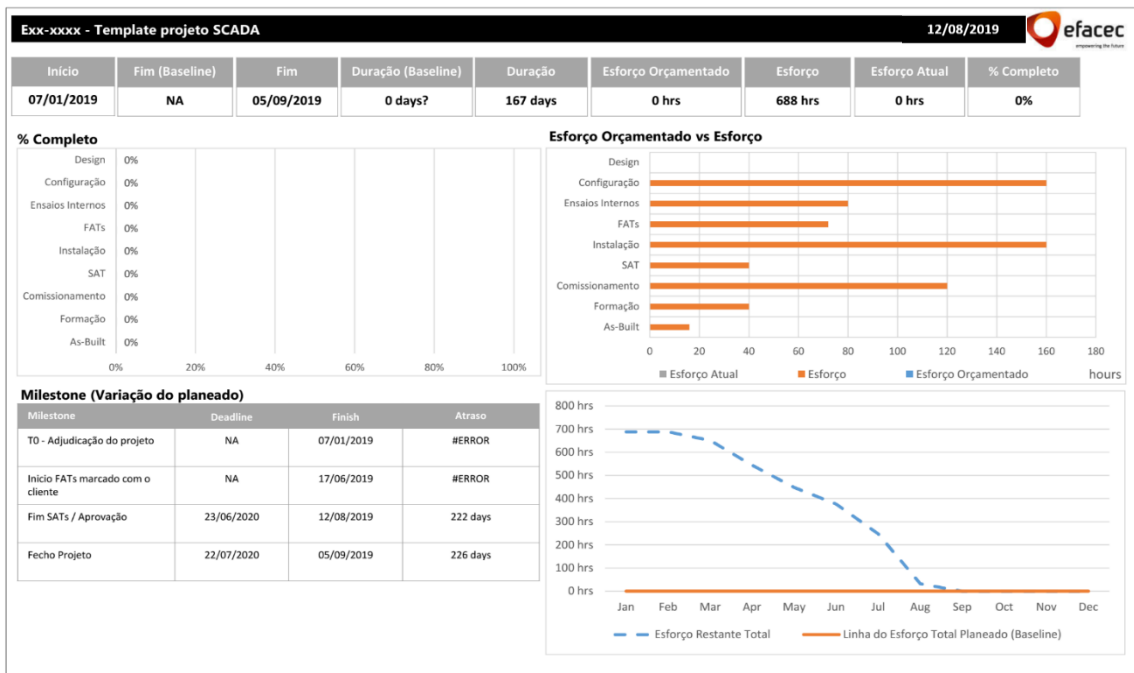 Exx-xxxx - Template projeto SCADA 12/08/2019
efacec
empowering the future
Início Fim (Baseline) Fim Duração (Baseline) Duração Esforço Orçamentado Esforço Esforço Atual % Completo
07/01/2019 NA 05/09/2019 0 days? 167 days 0 hrs 688 hrs 0 hrs 0%
% Completo
Design 0%
Configuração 0%
Ensaios Internos 0%
FATs 0%
Instalação 0%
SAT 0%
Comissionamento 0%
Formação 0%
As-Built 0%
0% 20% 40% 60% 80% 100%
Esforço Orçamentado vs Esforço
Design
Configuração
Ensaios Internos
FATs
Instalação
SAT
Comissionamento
Formação
As-Built
0 20 40 60 80 100 120 140 160 180
Esforço Atual Esforço Esforço Orçamentado hours
Milestone (Variação do planeado)
Milestone Deadline Finish Atraso
T0 - Adjudicação do projeto NA 07/01/2019 #ERROR
Inicio FATs marcado com o
cliente NA 17/06/2019 #ERROR
Fim SATs / Aprovação 23/06/2020 12/08/2019 222 days
Fecho Projeto 22/07/2020 05/09/2019 226 days
800 hrs
700 hrs
600 hrs
500 hrs
400 hrs
300 hrs
200 hrs
100 hrs
0 hrs
Jan Feb Mar Apr May Jun Jul Aug Sep Oct Nov Dec
Esforço Restante Total Linha do Esforço Total Planeado (Baseline)